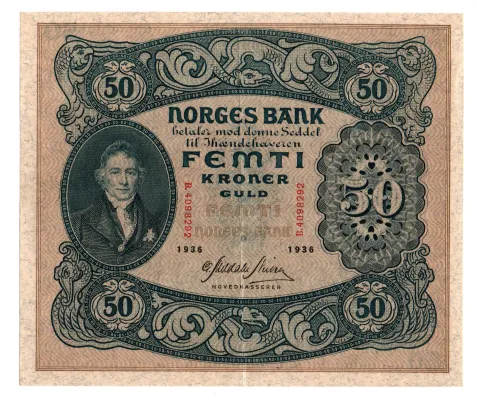 50
50
NORGES BANK
betaler mod denne Seddel
til Ihændehaveren
FEMTI
KRONER
GULD
50
B.4098292
B.4098292
FEMTI
NORGES BANK
1936
1936
HOVEDKASSERER
50
50